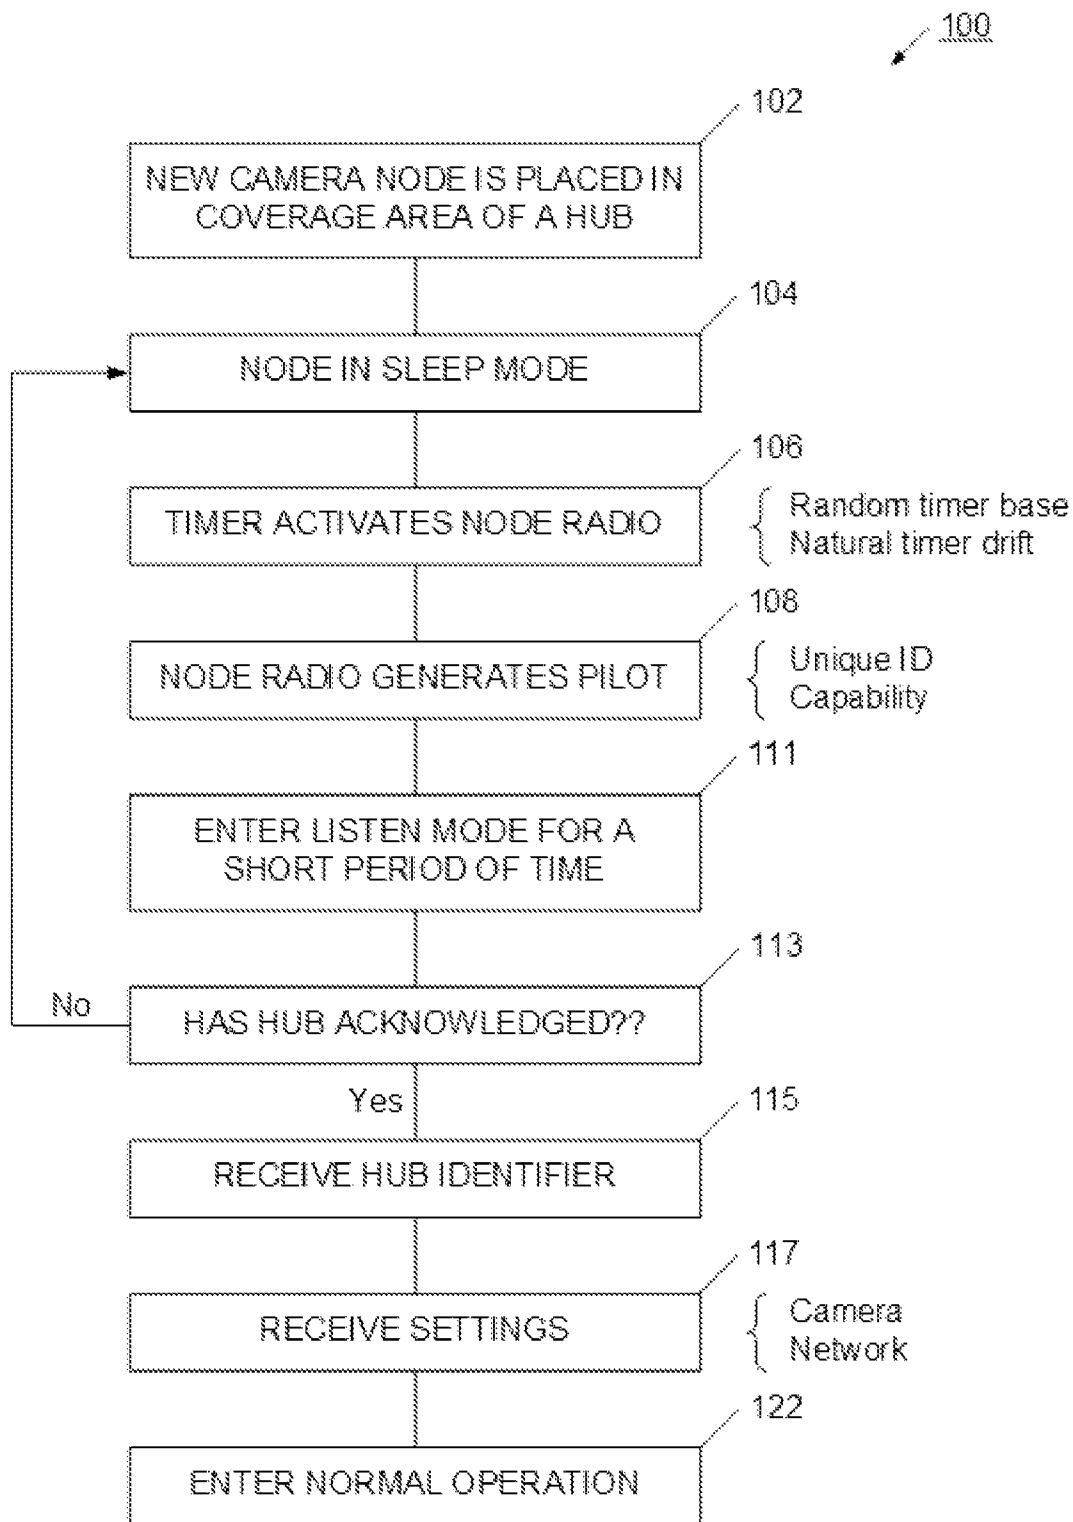 100
102
NEW CAMERA NODE IS PLACED IN
COVERAGE AREA OF A HUB
104
NODE IN SLEEP MODE
106
TIMER ACTIVATES NODE RADIO
Random timer base
Natural timer drift
108
NODE RADIO GENERATES PILOT
Unique ID
Capability
111
ENTER LISTEN MODE FOR A
SHORT PERIOD OF TIME
113
No
HAS HUB ACKNOWLEDGED??
Yes
115
RECEIVE HUB IDENTIFIER
117
RECEIVE SETTINGS
Camera
Network
122
ENTER NORMAL OPERATION